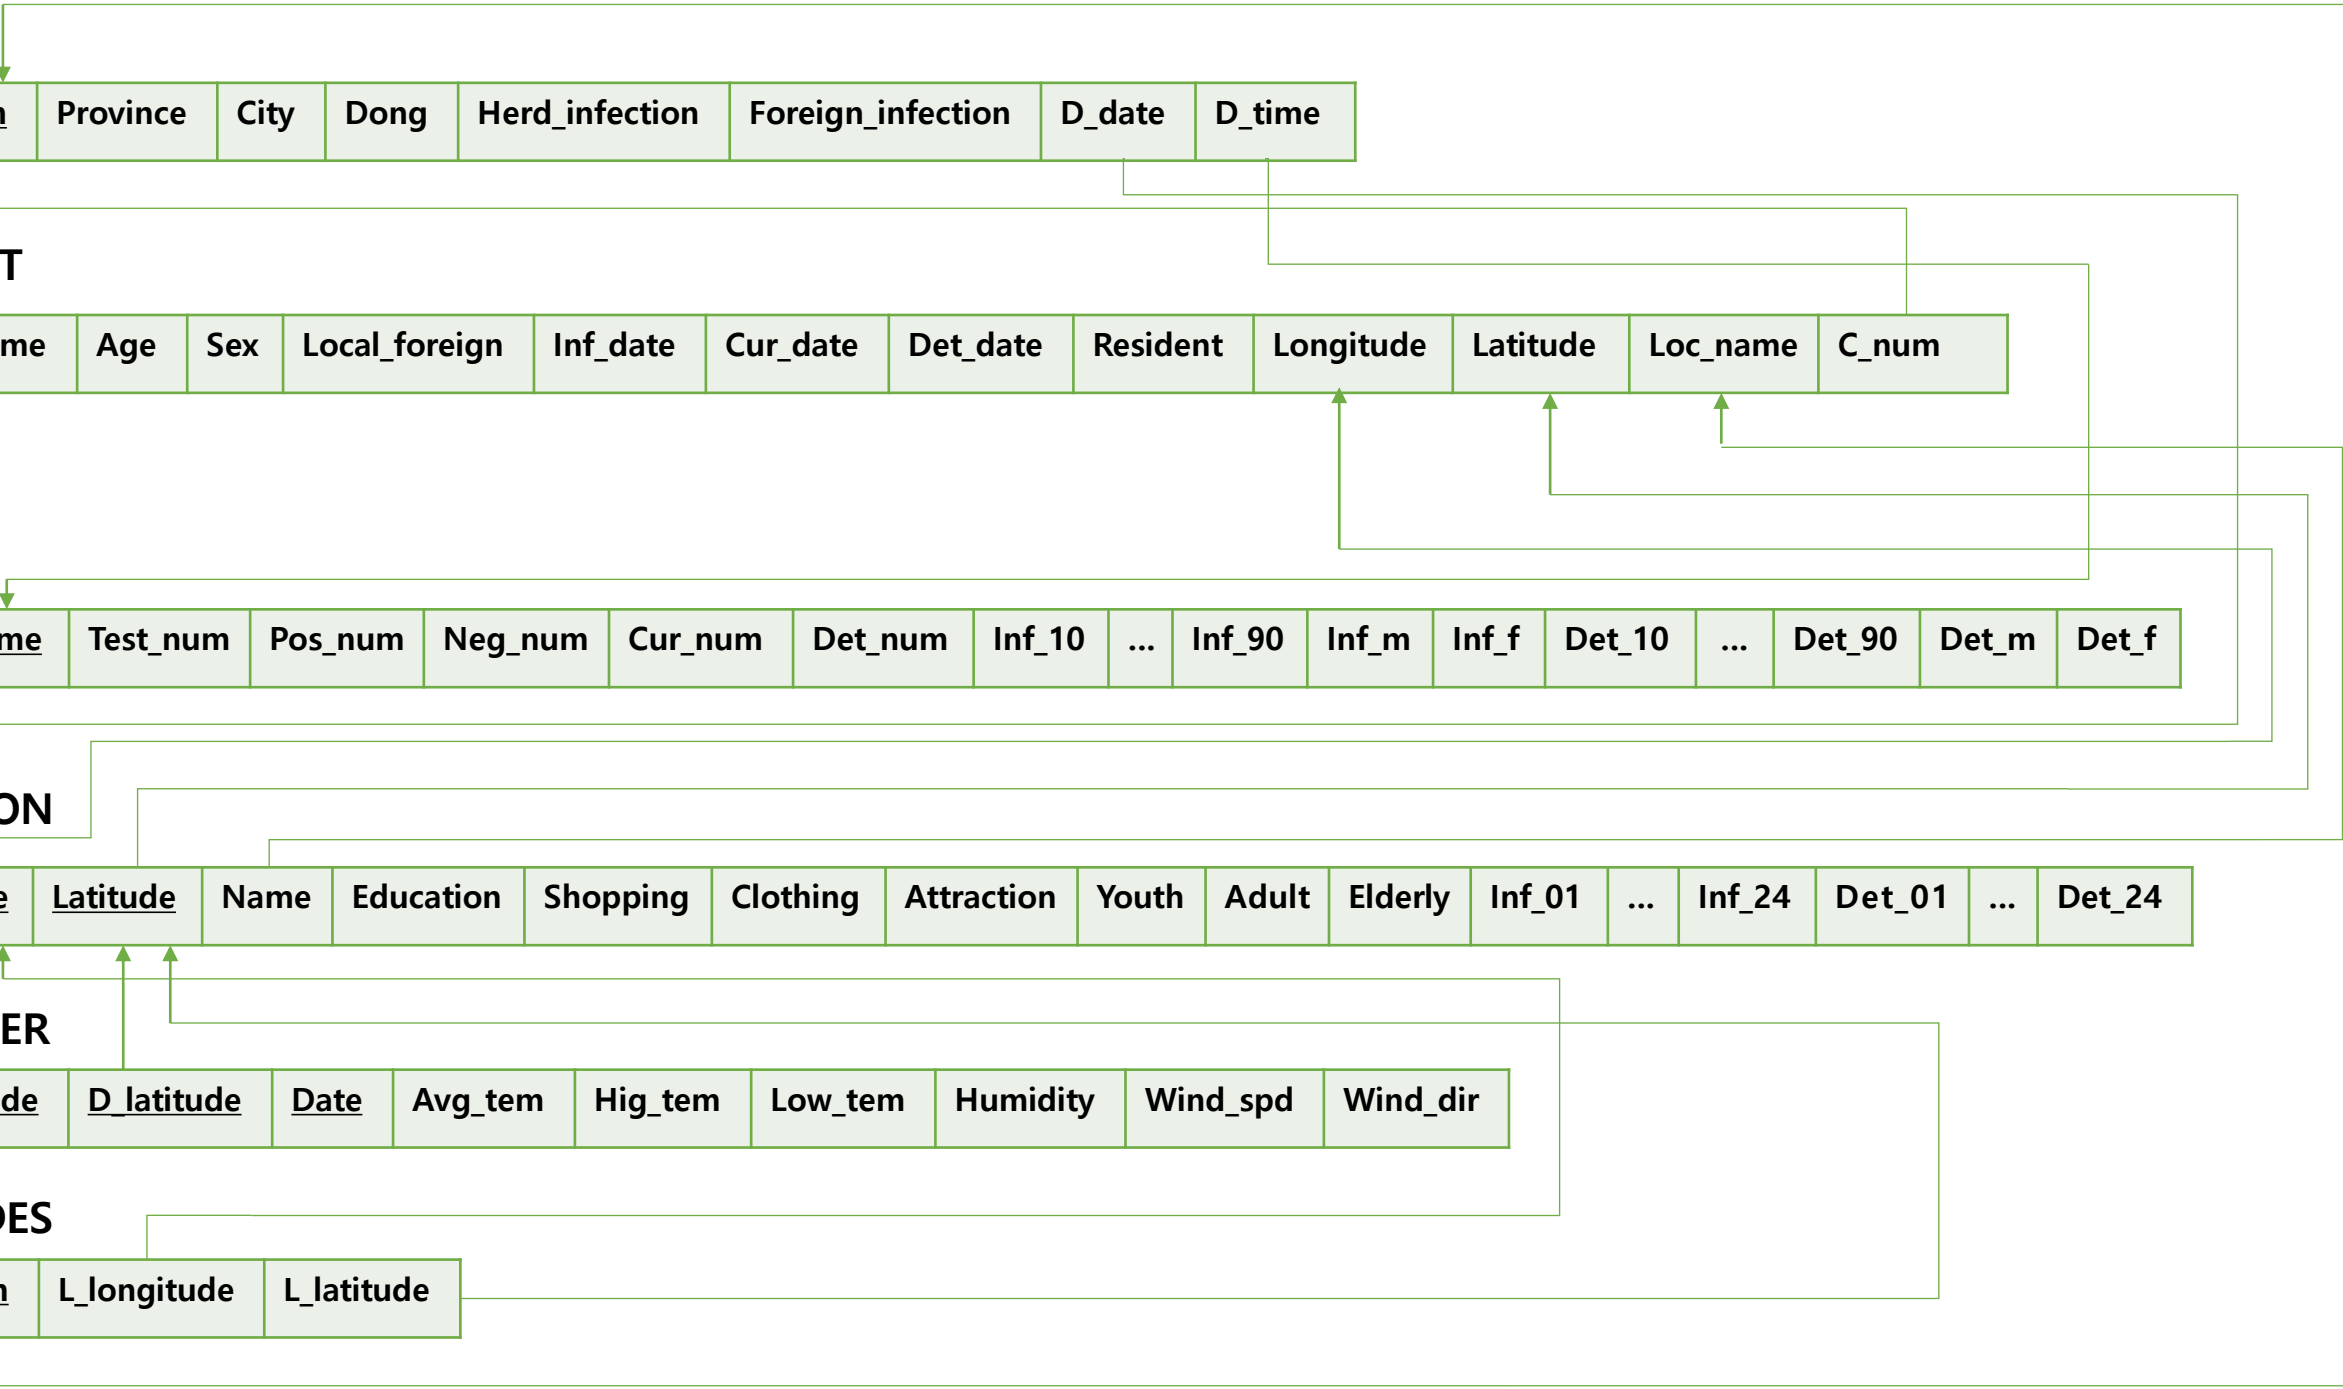 n Province City Dong Herd_infection Foreign_infection D_date D_time
T
me Age Sex Local_foreign Inf_date Cur_date Det_date Resident Longitude Latitude Loc_name C_num
me Test_num Pos_num Neg_num Cur_num Det_num Inf_10 ... Inf_90 Inf_m Inf_f Det_10 ... Det_90 Det_m Det_f
ON
e Latitude Name Education Shopping Clothing Attraction Youth Adult Elderly Inf_01 ... Inf_24 Det_01 ... Det_24
ER
de D_latitude Date Avg_tem Hig_tem Low_tem Humidity Wind_spd Wind_dir
DES
n L_longitude L_latitude